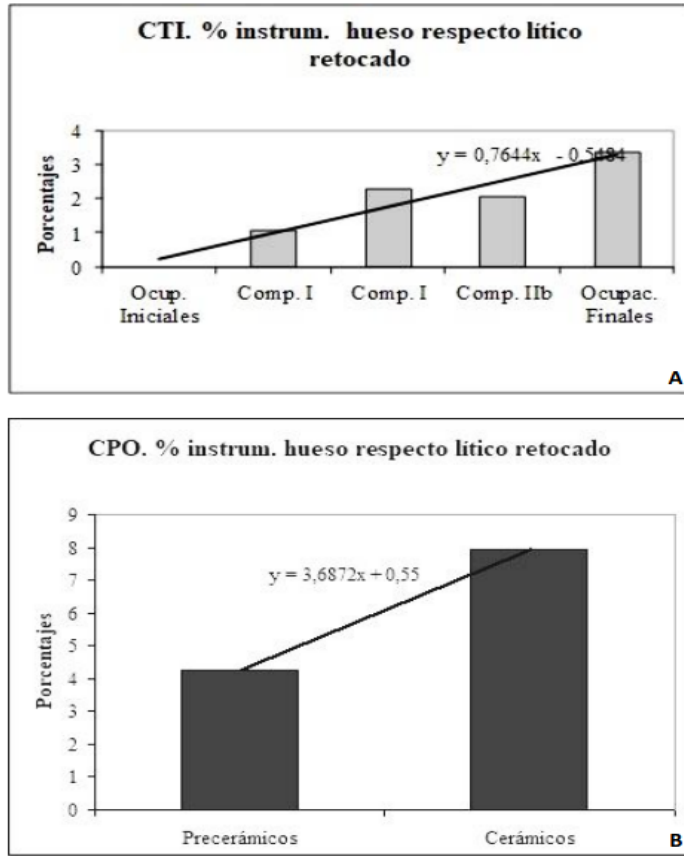 CTI. % instrum. hueso respecto lítico
retocado
Porcentajes
4
3
2
1
0
y = 0,7644x - 0,5484
Ocup. Iniciales
Comp. I
Comp. I
Comp. IIb
Ocupac. Finales
A
CPO. % instrum. hueso respecto lítico retocado
Porcentajes
9
8
7
6
5
4
3
2
1
0
y = 3,6872x + 0,55
Precerámicos
Cerámicos
B